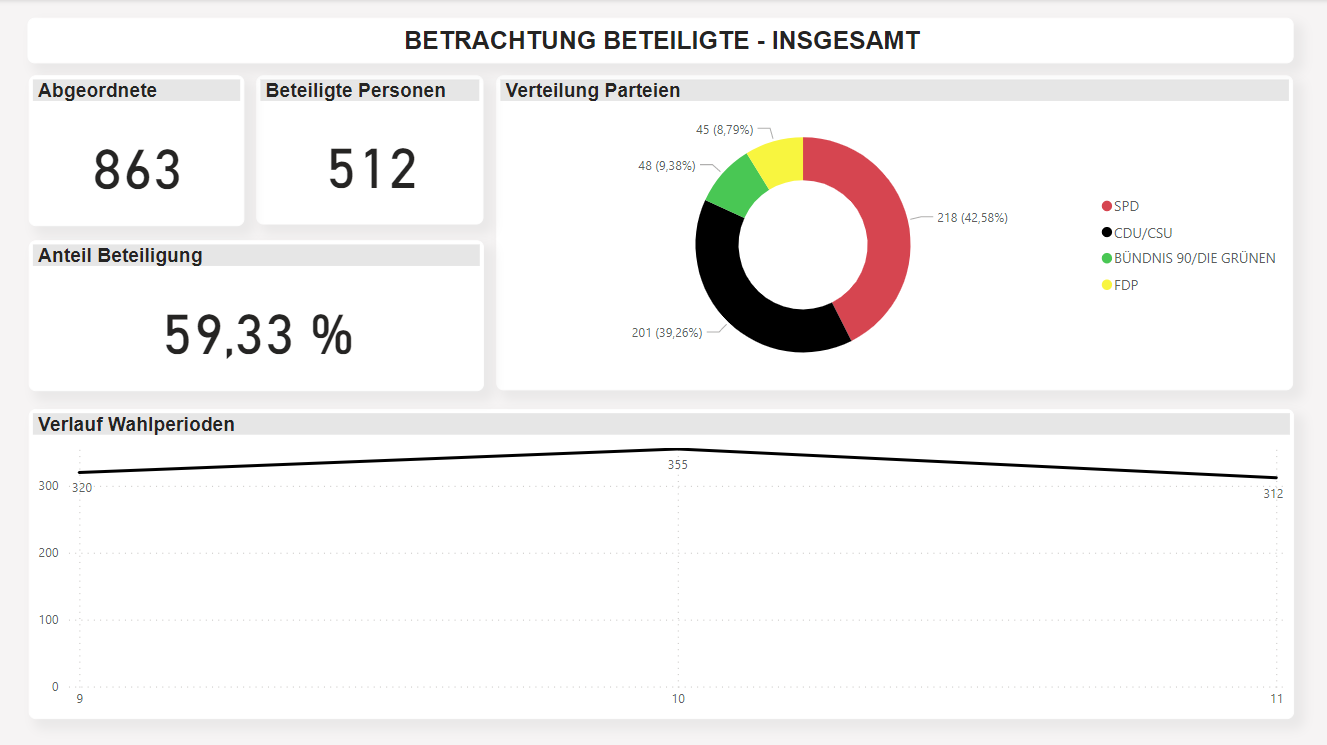 BETRACHTUNG BETEILIGTE - INSGESAMT
Abgeordnete
863
Beteiligte Personen
512
Anteil Beteiligung
59,33 %
Verteilung Parteien
45 (8,79%)
48 (9,38%)
218 (42,58%)
201 (39,26%)
SPD
CDU/CSU
BÜNDNIS 90/DIE GRÜNEN
FDP
Verlauf Wahlperioden
300
200
100
0
320
355
312
9
10
11